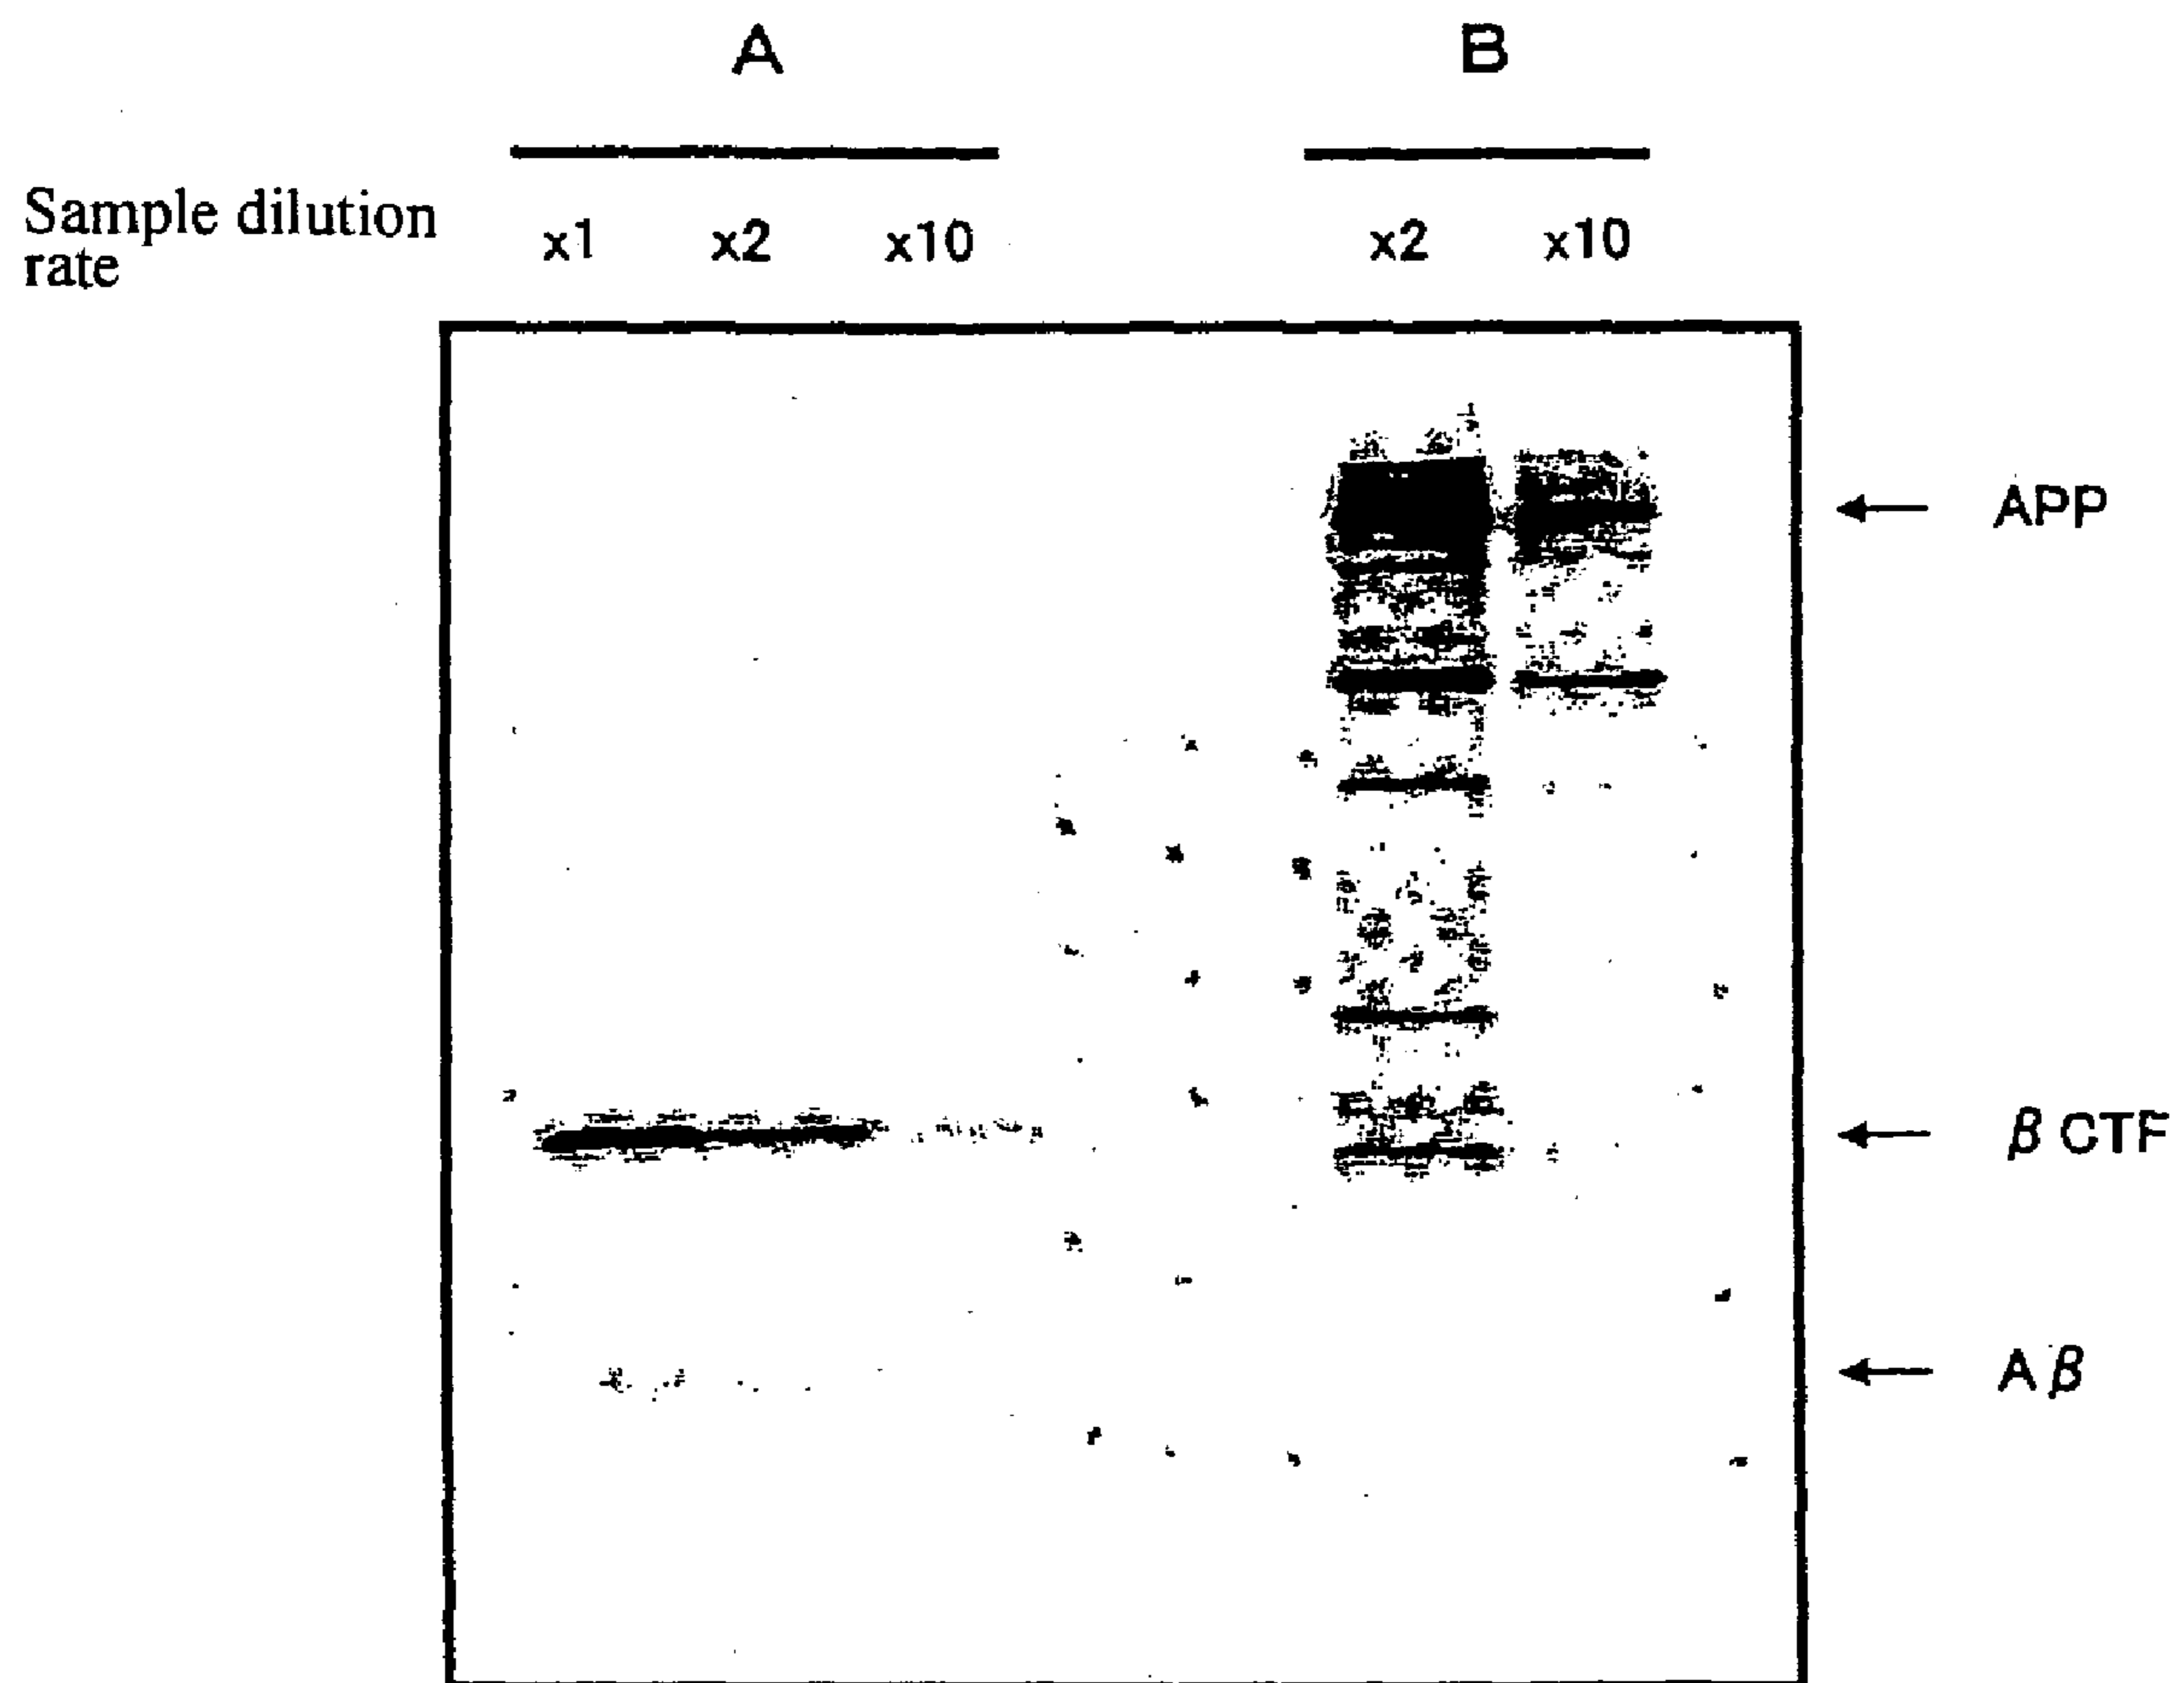 A B
Sample dilution
rate
x1 x2 x10 x2 x10
APP
β CTF
Aβ